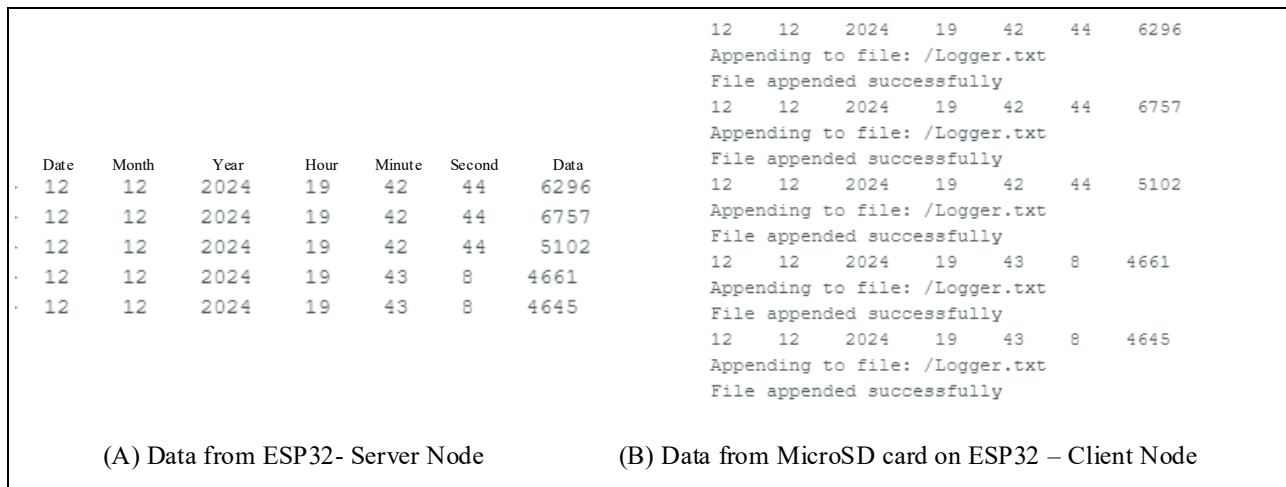 Date Month Year Hour Minute Second Data
12 12 2024 19 42 44 6296
12 12 2024 19 42 44 6757
12 12 2024 19 42 44 5102
12 12 2024 19 43 8 4661
12 12 2024 19 43 8 4645
(A) Data from ESP32- Server Node
12 12 2024 19 42 44 6296
Appending to file: /Logger.txt
File appended successfully
12 12 2024 19 42 44 6757
Appending to file: /Logger.txt
File appended successfully
12 12 2024 19 42 44 5102
Appending to file: /Logger.txt
File appended successfully
12 12 2024 19 43 8 4661
Appending to file: /Logger.txt
File appended successfully
12 12 2024 19 43 8 4645
Appending to file: /Logger.txt
File appended successfully
(B) Data from MicroSD card on ESP32 – Client Node